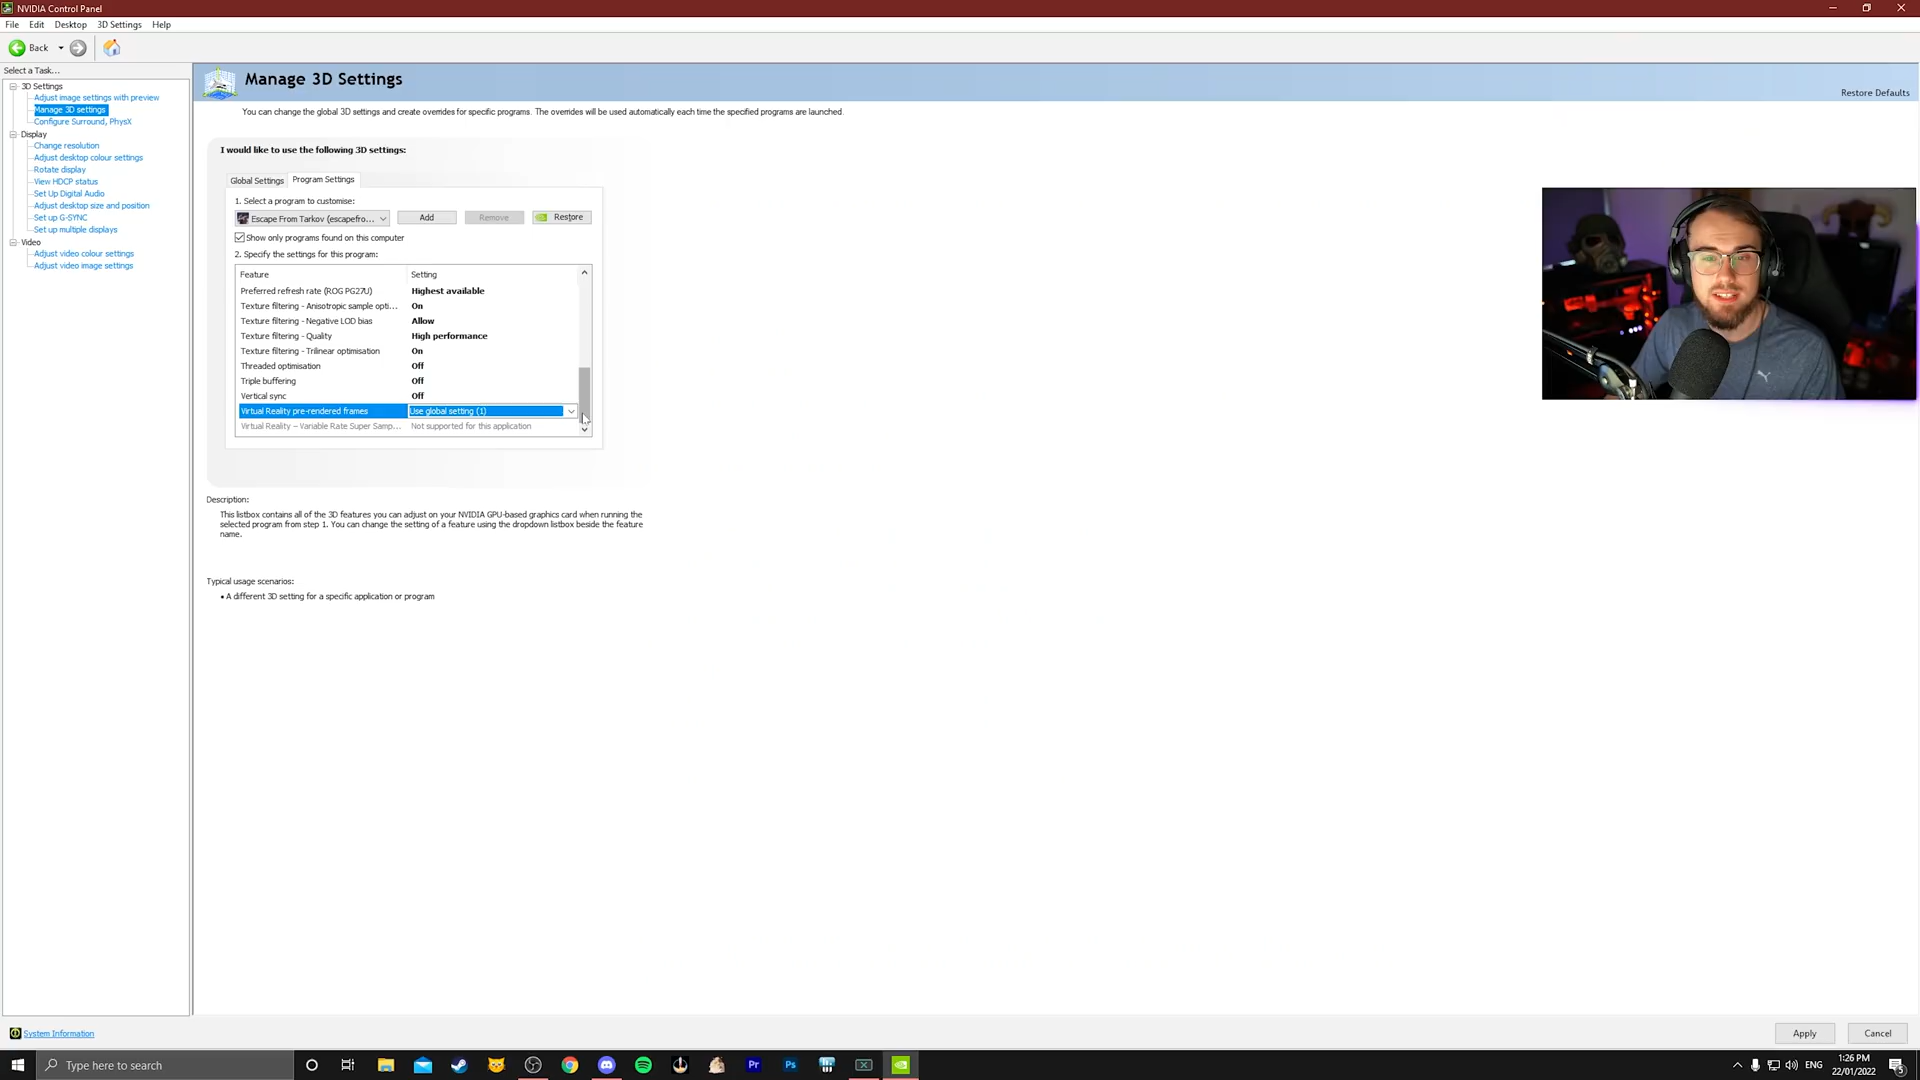 NVIDIA Control Panel
File Edit Desktop 3D Settings Help
Back
Select a Task...
3D Settings
Adjust image settings with preview
Manage 3D settings
Configure Surround, PhysX
Display
Change resolution
Adjust desktop colour settings
Rotate display
View HDCP status
Set Up Digital Audio
Adjust desktop size and position
Set up G-SYNC
Set up multiple displays
Video
Adjust video colour settings
Adjust video image settings
Manage 3D Settings
Restore Defaults
You can change the global 3D settings and create overrides for specific programs. The overrides will be used automatically each time the specified programs are launched.
I would like to use the following 3D settings:
Global Settings Program Settings
1. Select a program to customise:
Escape From Tarkov (escapefro... Add Remove Restore
Show only programs found on this computer
2. Specify the settings for this program:
Feature Setting
Preferred refresh rate (ROG PG27U) Highest available
Texture filtering - Anisotropic sample opti... On
Texture filtering - Negative LOD bias Allow
Texture filtering - Quality High performance
Texture filtering - Trilinear optimisation On
Threaded optimisation Off
Triple buffering Off
Vertical sync Off
Virtual Reality pre-rendered frames Use global setting (1)
Virtual Reality – Variable Rate Super Samp... Not supported for this application
Description:
This listbox contains all of the 3D features you can adjust on your NVIDIA GPU-based graphics card when running the
selected program from step 1. You can change the setting of a feature using the dropdown listbox beside the feature
name.
Typical usage scenarios:
• A different 3D setting for a specific application or program
System Information
Apply Cancel
Type here to search
Pr
Ps
ENG
1:26 PM
22/01/2022
5